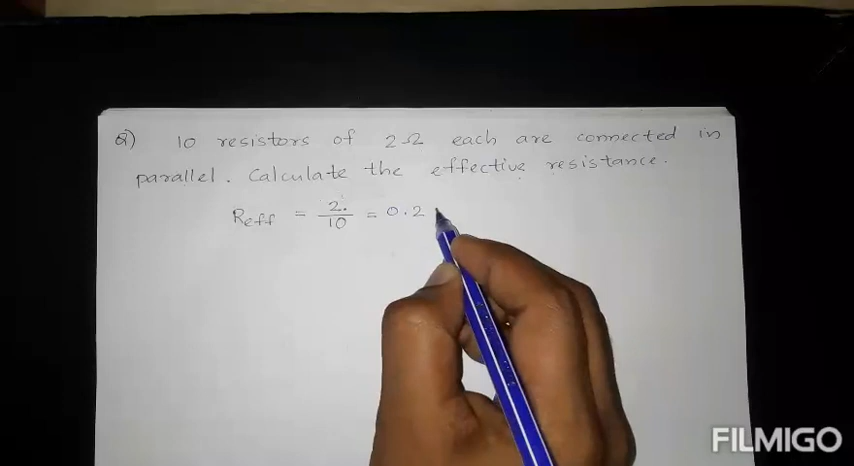 Q) 10 resistors of 2Ω each are connected in
parallel. Calculate the effective resistance.
Reff = 2/10 = 0.2
FILMIGO